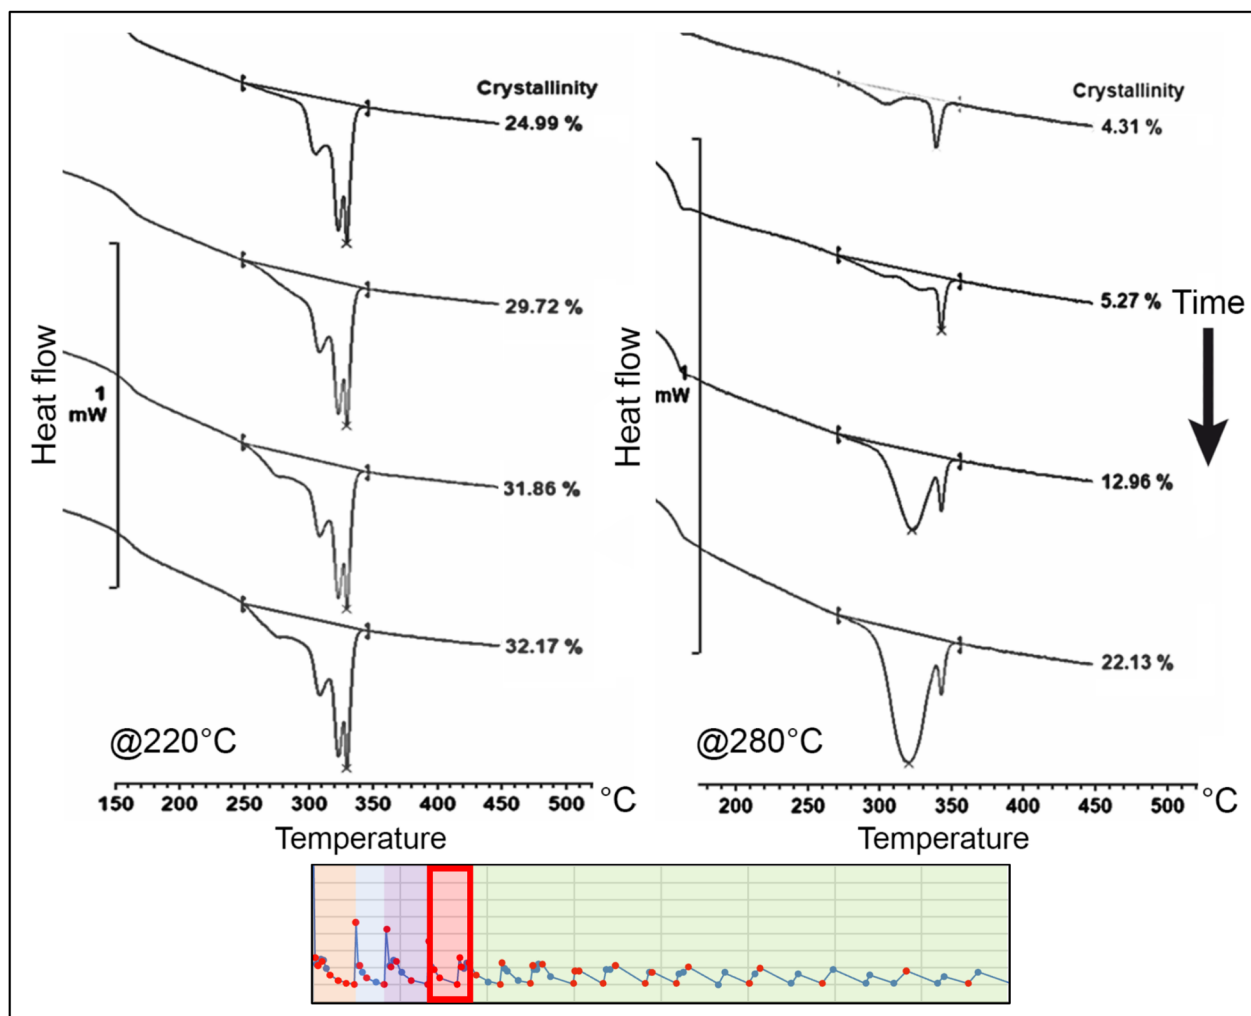 Crystallinity
24.99 %
29.72 %
31.86 %
32.17 %
Heat flow
1
mW
@220°C
150 200 250 300 350 400 450 500 °C
Temperature
Crystallinity
4.31 %
5.27 %
12.96 %
22.13 %
Time
Heat flow
1
mW
@280°C
200 250 300 350 400 450 500 °C
Temperature